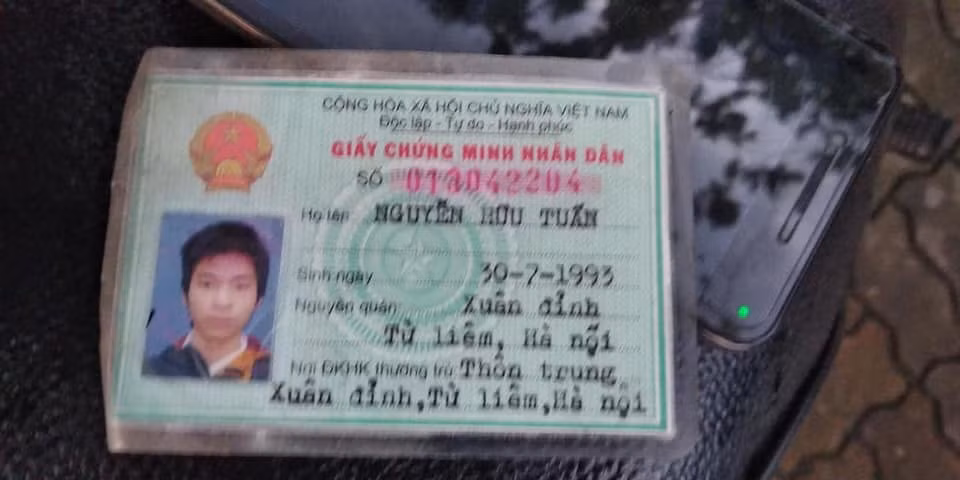 CỘNG HÒA XÃ HỘI CHỦ NGHĨA VIỆT NAM
Độc lập - Tự do - Hạnh phúc
GIẤY CHỨNG MINH NHÂN DÂN
SỐ 013042204
Họ tên NGUYỄN HỮU TUẤN
Sinh ngày 30-7-1993
Nguyên quán: Xuân đỉnh
Từ liêm, Hà nội
Nơi ĐKHK thường trú Thôn trung
Xuân đỉnh,Từ liêm,Hà nội